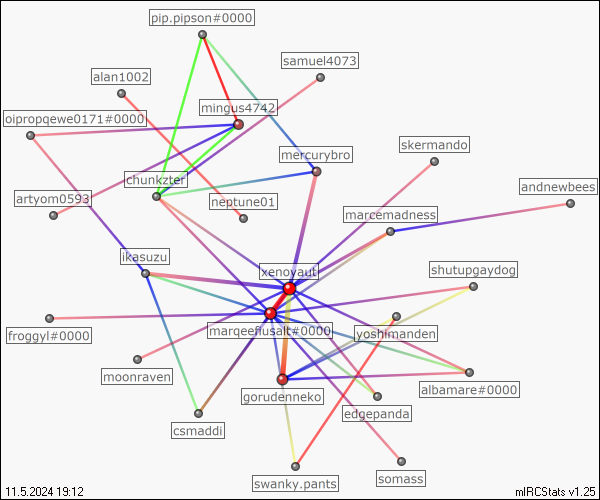 pip.pipson#0000
samuel4073
alan1002
mingus4742
oipropqewe0171#0000
skermando
mercurybro
chunkzter
andnewbees
artyom0593
neptune01
marcemadness
ikasuzu
xenoyaut
shutupgaydog
froggyl#0000
marqeefiusalt#0000
yoshimanden
moonraven
albamare#0000
gorudenneko
edgepanda
csmaddi
swanky.pants
somass
11.5.2024 19:12
mIRCStats v1.25